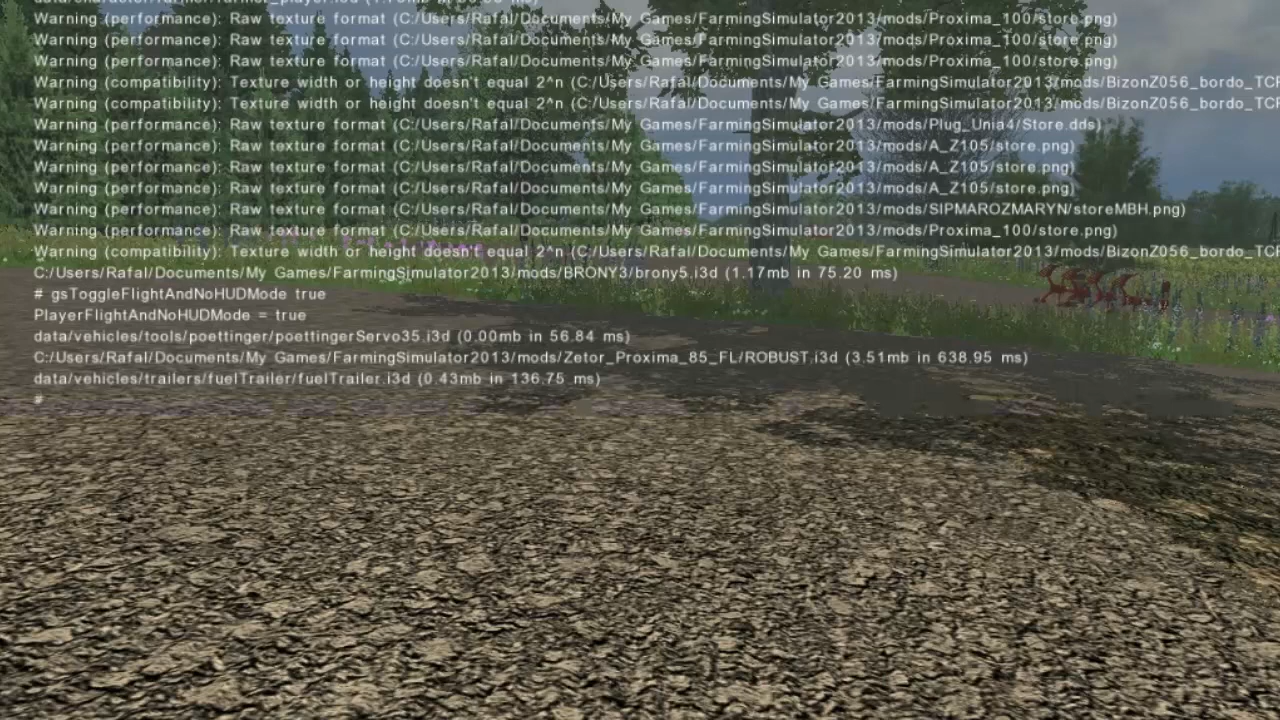 Warning (performance): Raw texture format (C:/Users/Rafal/Documents/My Games/FarmingSimulator2013/mods/Proxima_100/store.png)
Warning (performance): Raw texture format (C:/Users/Rafal/Documents/My Games/FarmingSimulator2013/mods/Proxima_100/store.png)
Warning (performance): Raw texture format (C:/Users/Rafal/Documents/My Games/FarmingSimulator2013/mods/Proxima_100/store.png)
Warning (compatibility): Texture width or height doesn't equal 2^n (C:/Users/Rafal/Documents/My Games/FarmingSimulator2013/mods/BizonZ056_bordo_TCP
Warning (compatibility): Texture width or height doesn't equal 2^n (C:/Users/Rafal/Documents/My Games/FarmingSimulator2013/mods/BizonZ056_bordo_TCP
Warning (performance): Raw texture format (C:/Users/Rafal/Documents/My Games/FarmingSimulator2013/mods/Plug_Unia4/Store.dds)
Warning (performance): Raw texture format (C:/Users/Rafal/Documents/My Games/FarmingSimulator2013/mods/A_Z105/store.png)
Warning (performance): Raw texture format (C:/Users/Rafal/Documents/My Games/FarmingSimulator2013/mods/A_Z105/store.png)
Warning (performance): Raw texture format (C:/Users/Rafal/Documents/My Games/FarmingSimulator2013/mods/A_Z105/store.png)
Warning (performance): Raw texture format (C:/Users/Rafal/Documents/My Games/FarmingSimulator2013/mods/SIPMAROZMARYN/storeMBH.png)
Warning (performance): Raw texture format (C:/Users/Rafal/Documents/My Games/FarmingSimulator2013/mods/Proxima_100/store.png)
Warning (compatibility): Texture width or height doesn't equal 2^n (C:/Users/Rafal/Documents/My Games/FarmingSimulator2013/mods/BizonZ056_bordo_TCP
C:/Users/Rafal/Documents/My Games/FarmingSimulator2013/mods/BRONY3/brony5.i3d (1.17mb in 75.20 ms)
# gsToggleFlightAndNoHUDMode true
PlayerFlightAndNoHUDMode = true
data/vehicles/tools/poettinger/poettingerServo35.i3d (0.00mb in 56.84 ms)
C:/Users/Rafal/Documents/My Games/FarmingSimulator2013/mods/Zetor_Proxima_85_FL/ROBUST.i3d (3.51mb in 638.95 ms)
data/vehicles/trailers/fuelTrailer/fuelTrailer.i3d (0.43mb in 136.75 ms)
#